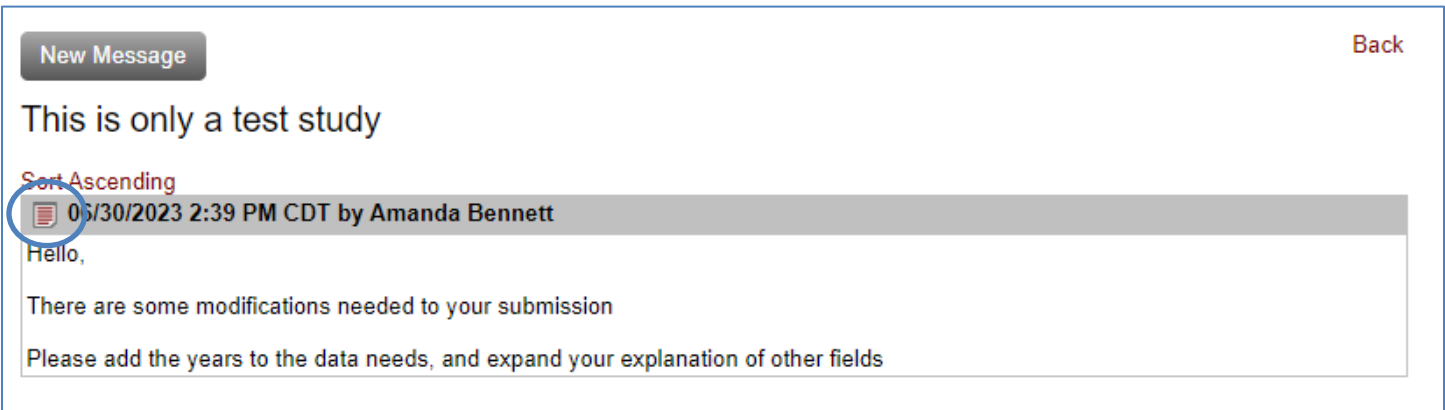 New Message
Back
This is only a test study
Sort Ascending
06/30/2023 2:39 PM CDT by Amanda Bennett
Hello,
There are some modifications needed to your submission
Please add the years to the data needs, and expand your explanation of other fields